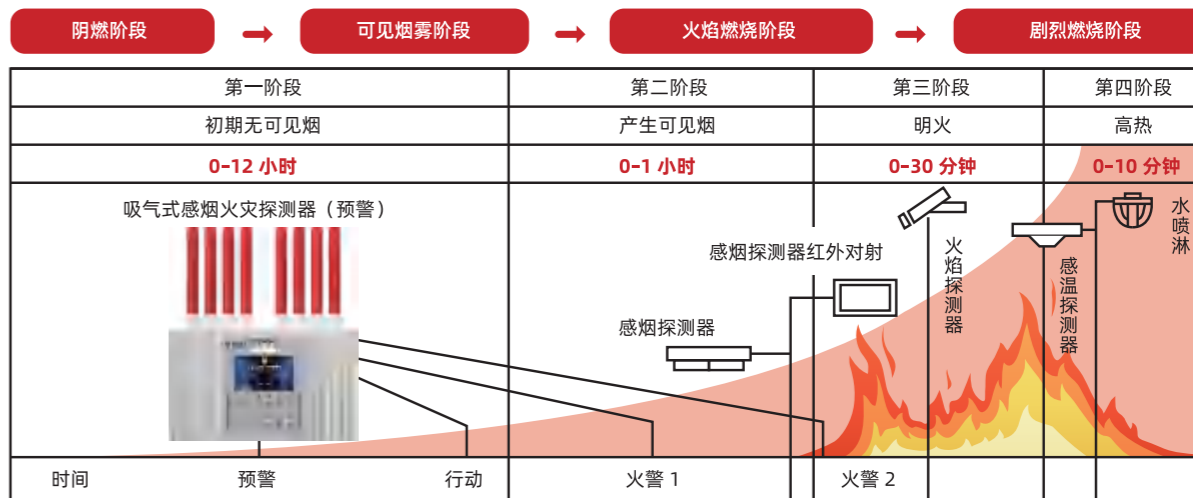 阴燃阶段
可见烟雾阶段
火焰燃烧阶段
剧烈燃烧阶段
第一阶段
第二阶段
第三阶段
第四阶段
初期无可见烟
产生可见烟
明火
高热
0-12 小时
0-1 小时
0-30 分钟
0-10 分钟
吸气式感烟火灾探测器（预警）
感烟探测器
感烟探测器红外对射
火焰探测器
感温探测器
水喷淋
时间
预警
行动
火警 1
火警 2